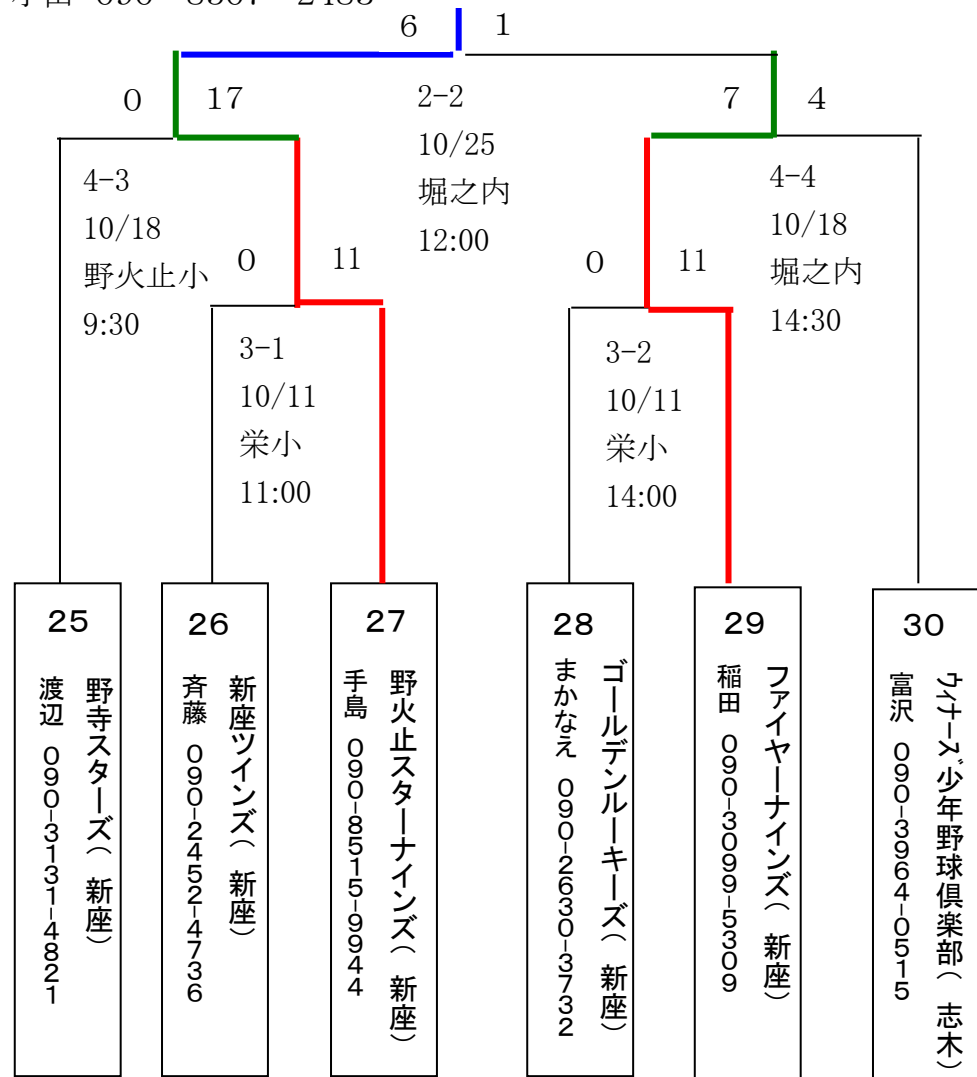 6 1
0 17
7 4
2-2
10/25
堀之内
12:00
4-3
10/18
野火止小
9:30
4-4
10/18
堀之内
14:30
0 11
0 11
3-1
10/11
栄小
11:00
3-2
10/11
栄小
14:00
25
野寺スターズ(新座)
渡辺 090-3131-4821
26
新座ツインズ(新座)
斉藤 090-2452-4736
27
野火止スターナインズ(新座)
手島 090-8515-9944
28
ゴールデンルーキーズ(新座)
まかなえ 090-2630-3732
29
ファイヤーナインズ(新座)
稲田 090-3099-5309
30
ウィナーズ少年野球倶楽部(志木)
富沢 090-3964-0515